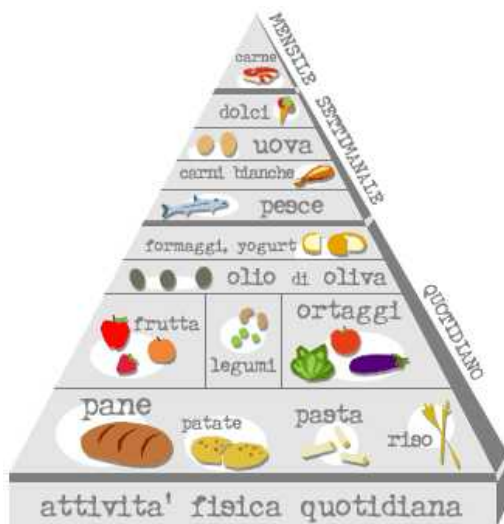 carne
dolci
uova
carni bianche
pesce
formaggi, yogurt
olio di oliva
frutta
legumi
ortaggi
pane
patate
pasta
riso
attivita' fisica quotidiana
MENSILE
SETTIMANALE
QUOTIDIANO